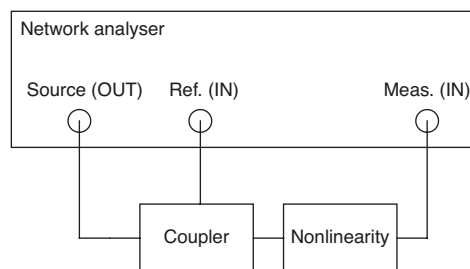 Network analyser
Source (OUT) Ref. (IN) Meas. (IN)
Coupler Nonlinearity